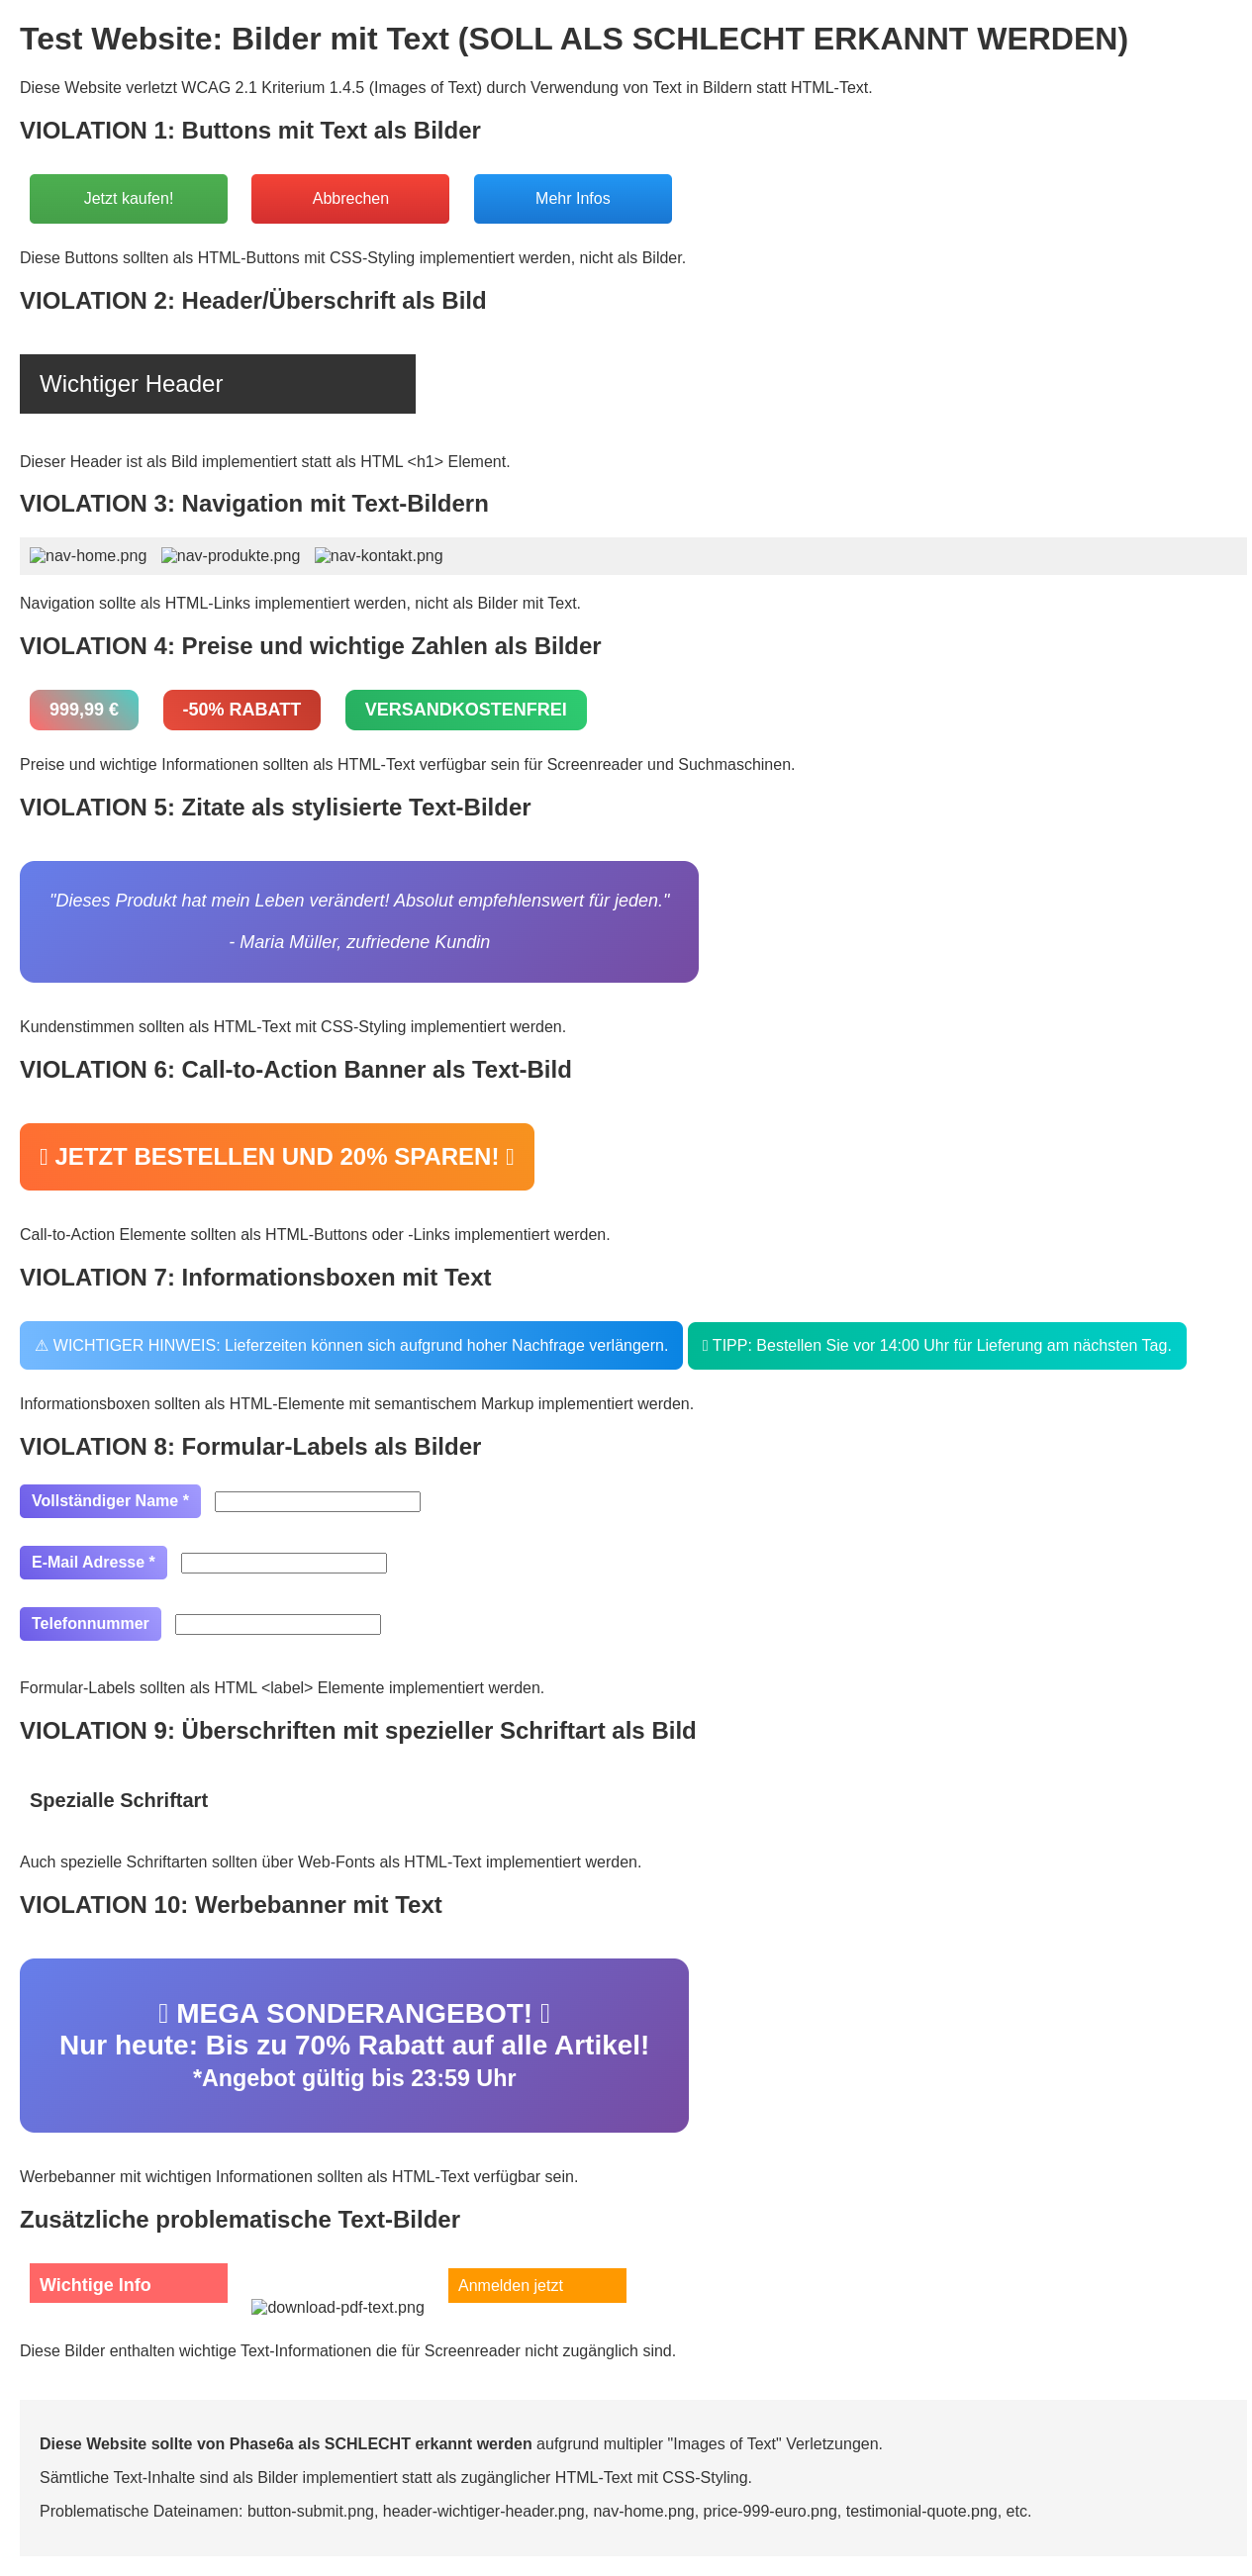 Test Website: Bilder mit Text (SOLL ALS SCHLECHT ERKANNT WERDEN)
Diese Website verletzt WCAG 2.1 Kriterium 1.4.5 (Images of Text) durch Verwendung von Text in Bildern statt HTML-Text.
VIOLATION 1: Buttons mit Text als Bilder
Jetzt kaufen! Abbrechen Mehr Infos
Diese Buttons sollten als HTML-Buttons mit CSS-Styling implementiert werden, nicht als Bilder.
VIOLATION 2: Header/Überschrift als Bild
Wichtiger Header
Dieser Header ist als Bild implementiert statt als HTML <h1> Element.
VIOLATION 3: Navigation mit Text-Bildern
nav-home.png nav-produkte.png nav-kontakt.png
Navigation sollte als HTML-Links implementiert werden, nicht als Bilder mit Text.
VIOLATION 4: Preise und wichtige Zahlen als Bilder
999,99 € -50% RABATT VERSANDKOSTENFREI
Preise und wichtige Informationen sollten als HTML-Text verfügbar sein für Screenreader und Suchmaschinen.
VIOLATION 5: Zitate als stylisierte Text-Bilder
"Dieses Produkt hat mein Leben verändert! Absolut empfehlenswert für jeden."
- Maria Müller, zufriedene Kundin
Kundenstimmen sollten als HTML-Text mit CSS-Styling implementiert werden.
VIOLATION 6: Call-to-Action Banner als Text-Bild
JETZT BESTELLEN UND 20% SPAREN!
Call-to-Action Elemente sollten als HTML-Buttons oder -Links implementiert werden.
VIOLATION 7: Informationsboxen mit Text
⚠ WICHTIGER HINWEIS: Lieferzeiten können sich aufgrund hoher Nachfrage verlängern. TIPP: Bestellen Sie vor 14:00 Uhr für Lieferung am nächsten Tag.
Informationsboxen sollten als HTML-Elemente mit semantischem Markup implementiert werden.
VIOLATION 8: Formular-Labels als Bilder
Vollständiger Name *
E-Mail Adresse *
Telefonnummer
Formular-Labels sollten als HTML <label> Elemente implementiert werden.
VIOLATION 9: Überschriften mit spezieller Schriftart als Bild
Spezialle Schriftart
Auch spezielle Schriftarten sollten über Web-Fonts als HTML-Text implementiert werden.
VIOLATION 10: Werbebanner mit Text
MEGA SONDERANGEBOT!
Nur heute: Bis zu 70% Rabatt auf alle Artikel!
*Angebot gültig bis 23:59 Uhr
Werbebanner mit wichtigen Informationen sollten als HTML-Text verfügbar sein.
Zusätzliche problematische Text-Bilder
Wichtige Info download-pdf-text.png Anmelden jetzt
Diese Bilder enthalten wichtige Text-Informationen die für Screenreader nicht zugänglich sind.
Diese Website sollte von Phase6a als SCHLECHT erkannt werden aufgrund multipler "Images of Text" Verletzungen.
Sämtliche Text-Inhalte sind als Bilder implementiert statt als zugänglicher HTML-Text mit CSS-Styling.
Problematische Dateinamen: button-submit.png, header-wichtiger-header.png, nav-home.png, price-999-euro.png, testimonial-quote.png, etc.